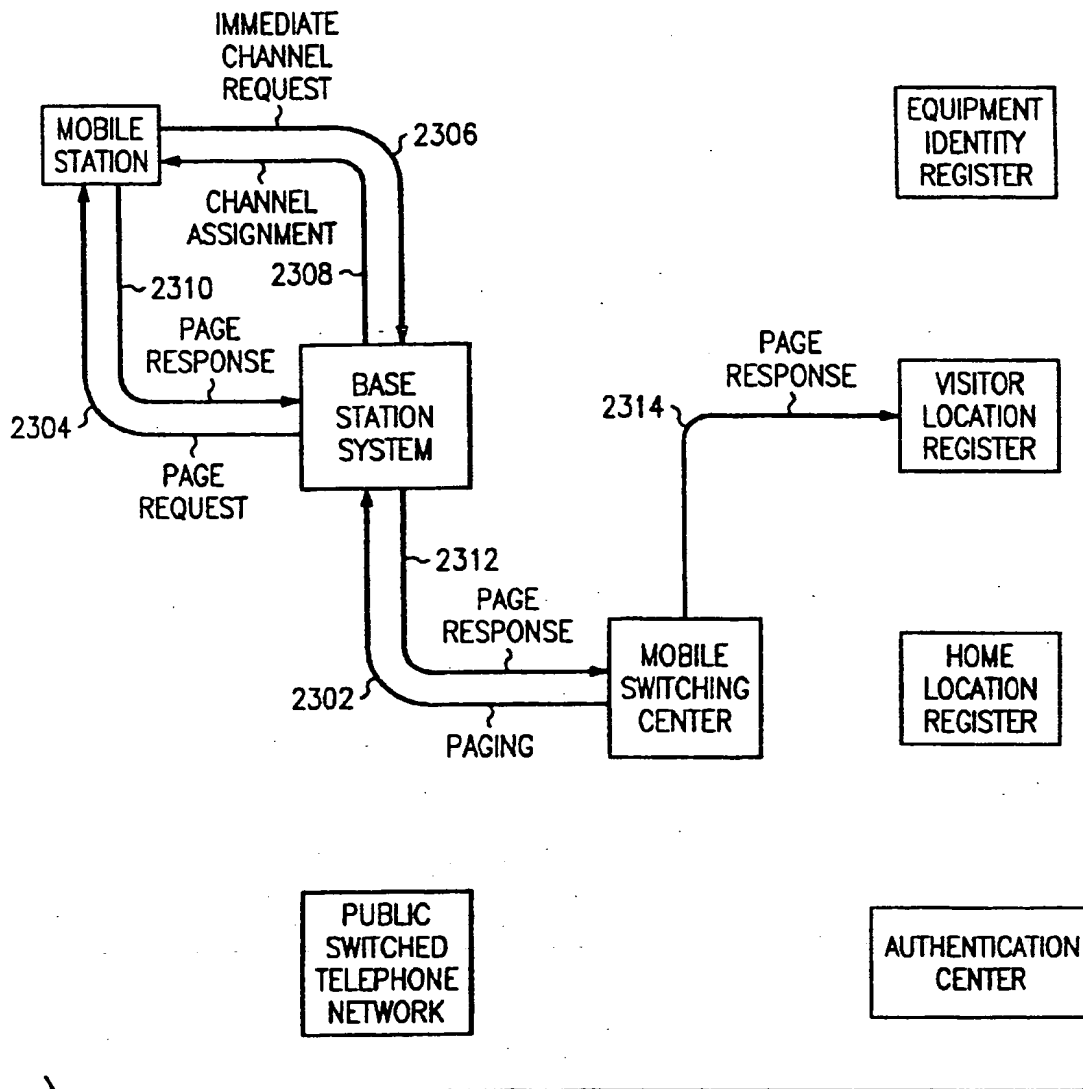 IMMEDIATE
CHANNEL
REQUEST
MOBILE
STATION
2306
EQUIPMENT
IDENTITY
REGISTER
CHANNEL
ASSIGNMENT
2308
2310
PAGE
RESPONSE
2304
PAGE
REQUEST
BASE
STATION
SYSTEM
2314
PAGE
RESPONSE
VISITOR
LOCATION
REGISTER
2312
PAGE
RESPONSE
2302
PAGING
MOBILE
SWITCHING
CENTER
HOME
LOCATION
REGISTER
PUBLIC
SWITCHED
TELEPHONE
NETWORK
AUTHENTICATION
CENTER